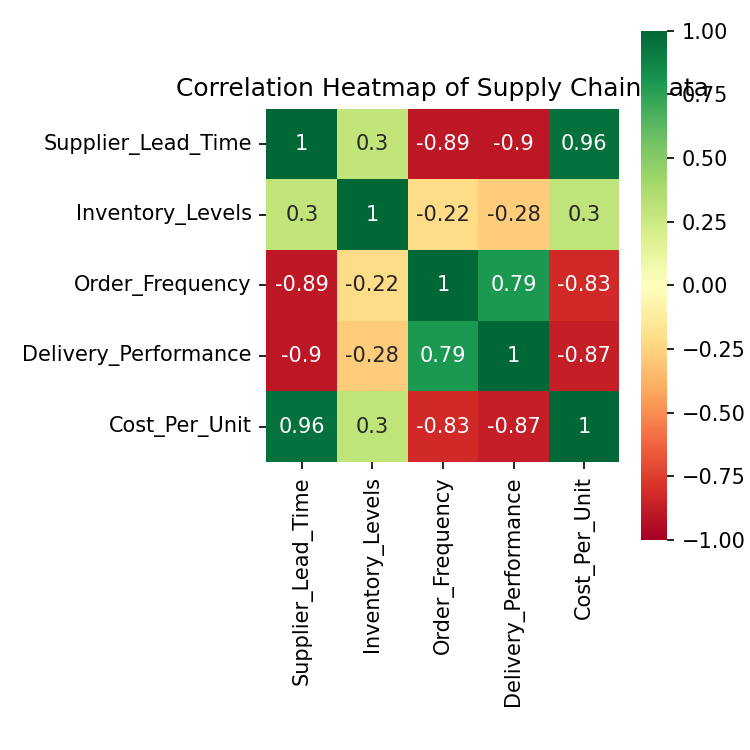 Correlation Heatmap of Supply Chain Data
Supplier_Lead_Time 1 0.3 -0.89 -0.9 0.96
Inventory_Levels 0.3 1 -0.22 -0.28 0.3
Order_Frequency -0.89 -0.22 1 0.79 -0.83
Delivery_Performance -0.9 -0.28 0.79 1 -0.87
Cost_Per_Unit 0.96 0.3 -0.83 -0.87 1
Supplier_Lead_Time
Inventory_Levels
Order_Frequency
Delivery_Performance
Cost_Per_Unit
1.00
0.75
0.50
0.25
0.00
−0.25
−0.50
−0.75
−1.00